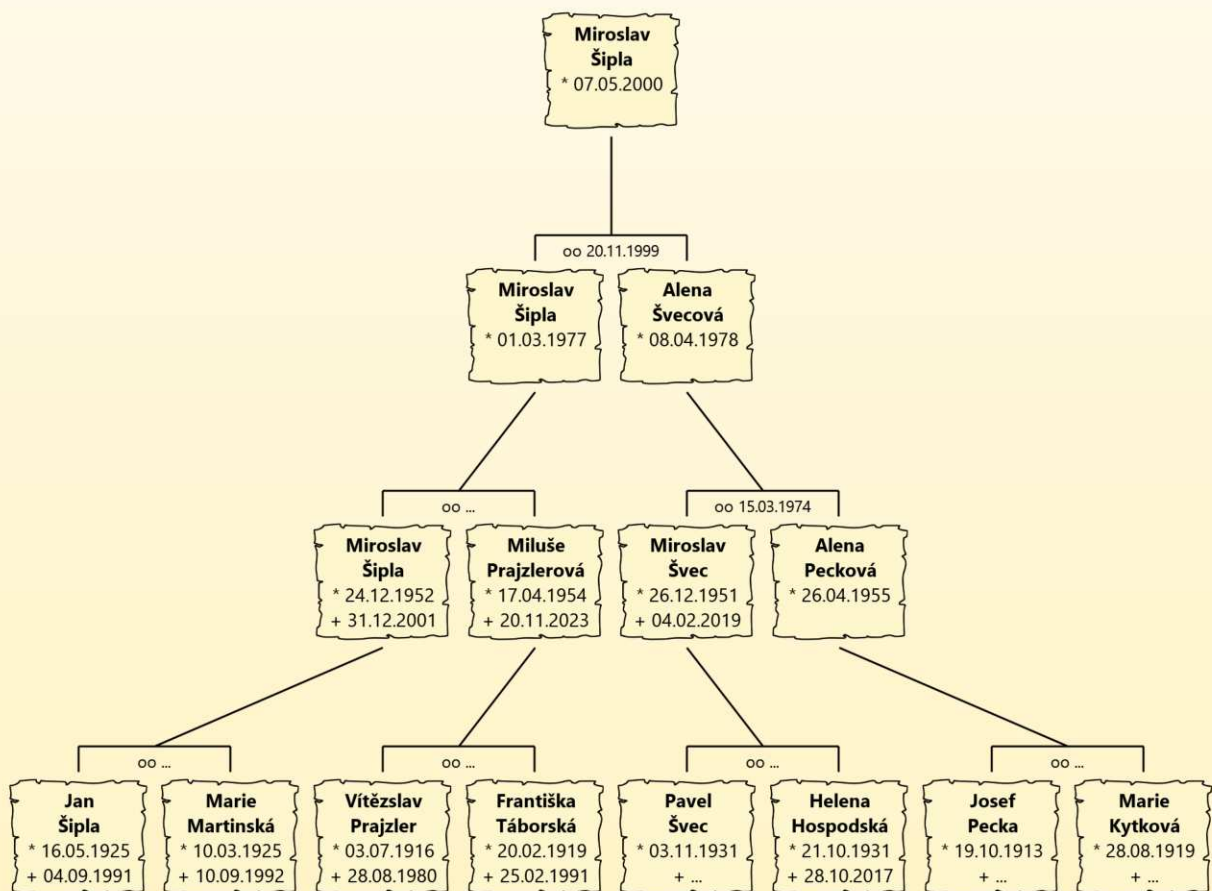 Miroslav
Šipla
* 07.05.2000
oo 20.11.1999
Miroslav
Šipla
* 01.03.1977
Alena
Švecová
* 08.04.1978
oo ...
oo 15.03.1974
Miroslav
Šipla
* 24.12.1952
+ 31.12.2001
Miluše
Prajzlerová
* 17.04.1954
+ 20.11.2023
Miroslav
Švec
* 26.12.1951
+ 04.02.2019
Alena
Pecková
* 26.04.1955
oo ...
oo ...
oo ...
oo ...
Jan
Šipla
* 16.05.1925
+ 04.09.1991
Marie
Martinská
* 10.03.1925
+ 10.09.1992
Vítězslav
Prajzler
* 03.07.1916
+ 28.08.1980
Františka
Táborská
* 20.02.1919
+ 25.02.1991
Pavel
Švec
* 03.11.1931
+ ...
Helena
Hospodská
* 21.10.1931
+ 28.10.2017
Josef
Pecka
* 19.10.1913
+ ...
Marie
Kytková
* 28.08.1919
+ ...